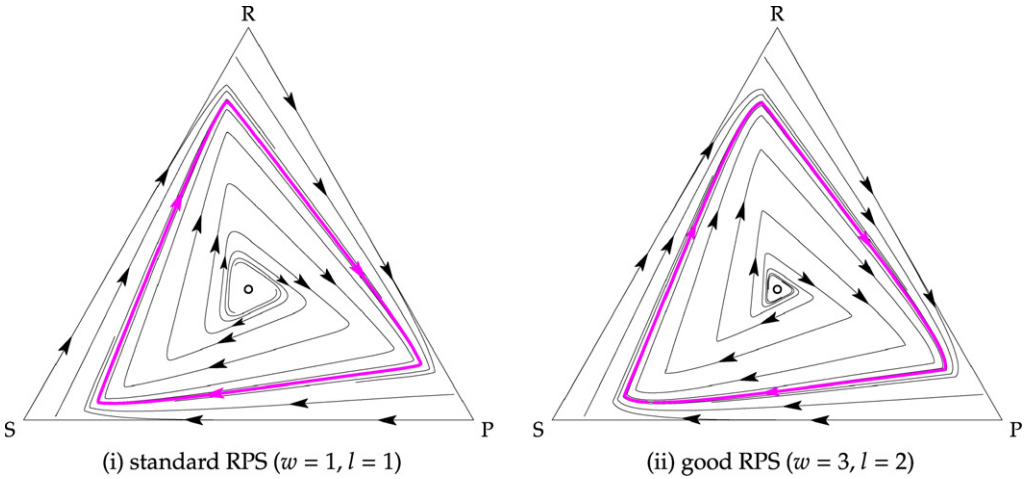 R R
S P S P
(i) standard RPS (w = 1, l = 1) (ii) good RPS (w = 3, l = 2)